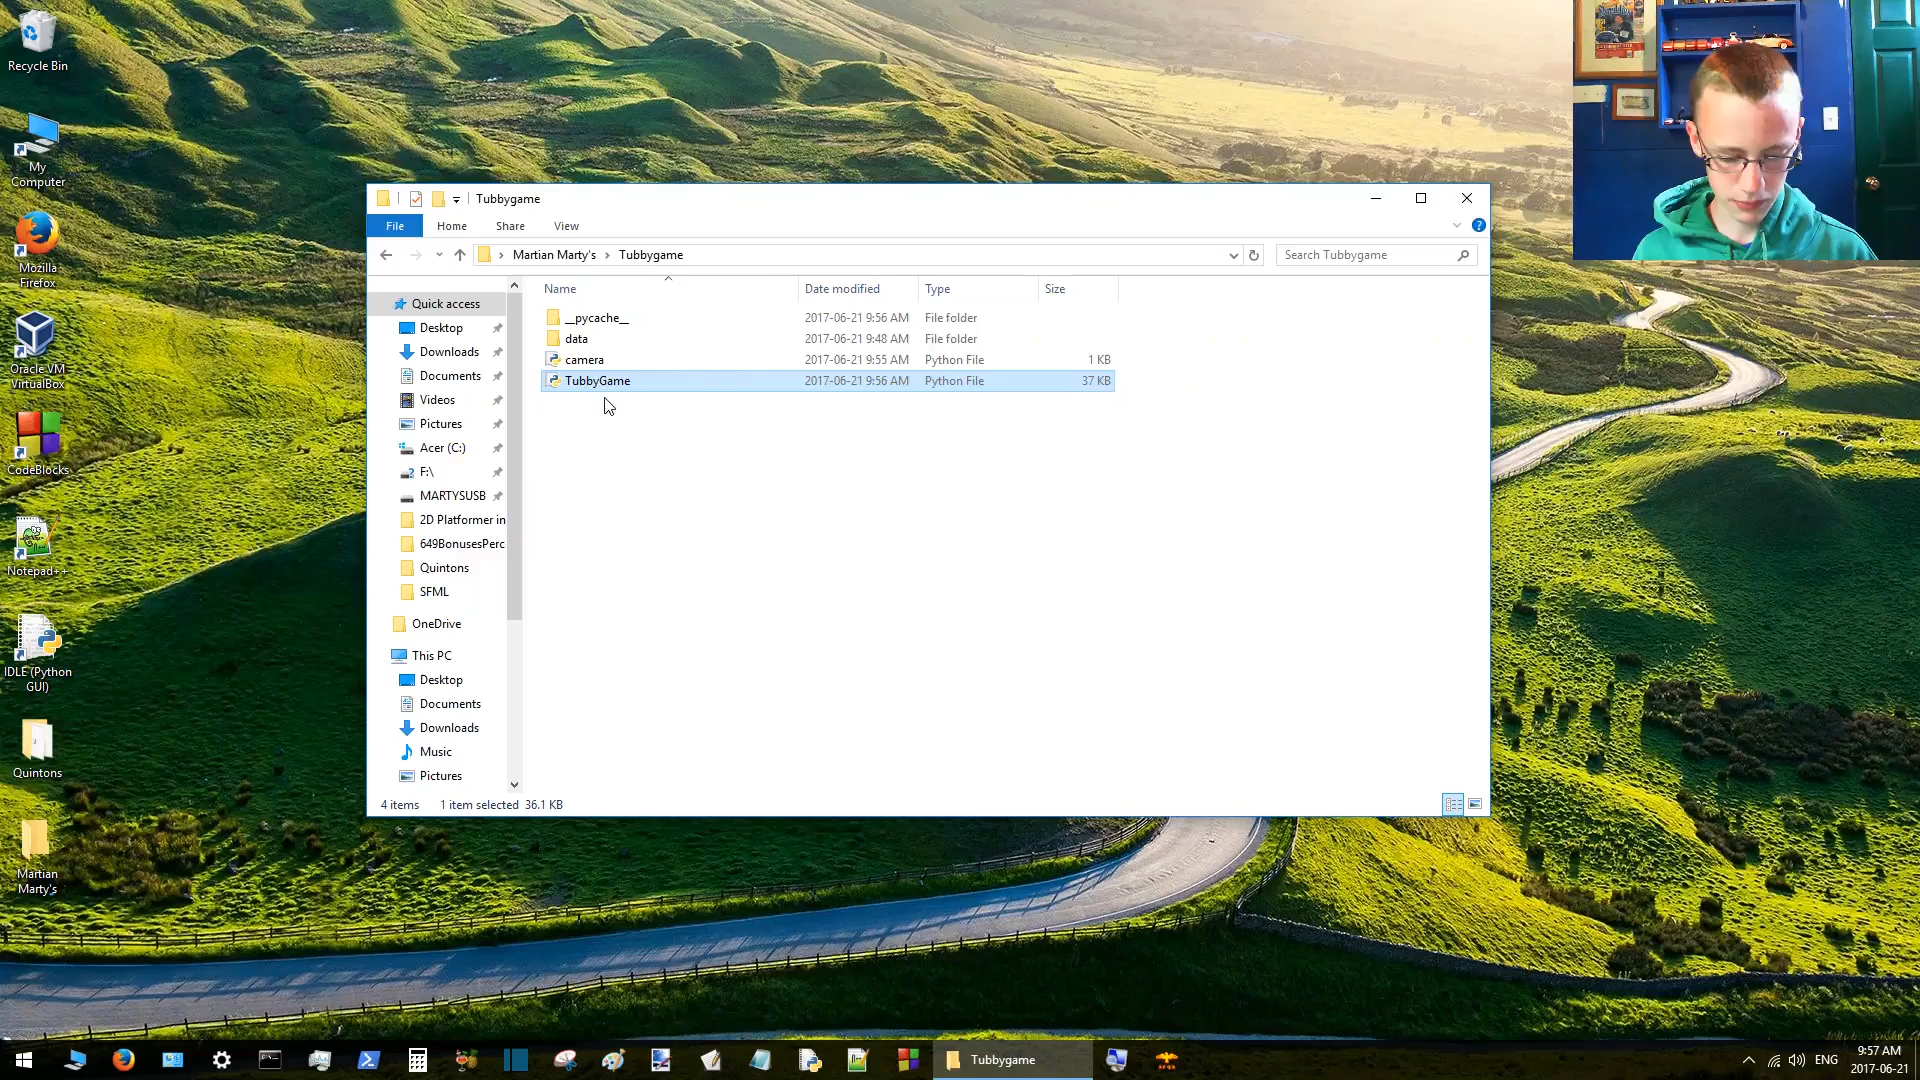 Recycle Bin
My
Computer
Mozilla
Firefox
Oracle VM
VirtualBox
CodeBlocks
Notepad++
IDLE (Python
GUI)
Quintons
Martian
Marty's
Tubbygame
File Home Share View
Martian Marty's Tubbygame
Search Tubbygame
Quick access
Desktop
Downloads
Documents
Videos
Pictures
Acer (C:)
F:\
MARTYSUSB
2D Platformer in
649BonusesPerc
Quintons
SFML
OneDrive
This PC
Desktop
Documents
Downloads
Music
Pictures
Name Date modified Type Size
__pycache__ 2017-06-21 9:56 AM File folder
data 2017-06-21 9:48 AM File folder
camera 2017-06-21 9:55 AM Python File 1 KB
TubbyGame 2017-06-21 9:56 AM Python File 37 KB
4 items 1 item selected 36.1 KB
Tubbygame
ENG
9:57 AM
2017-06-21